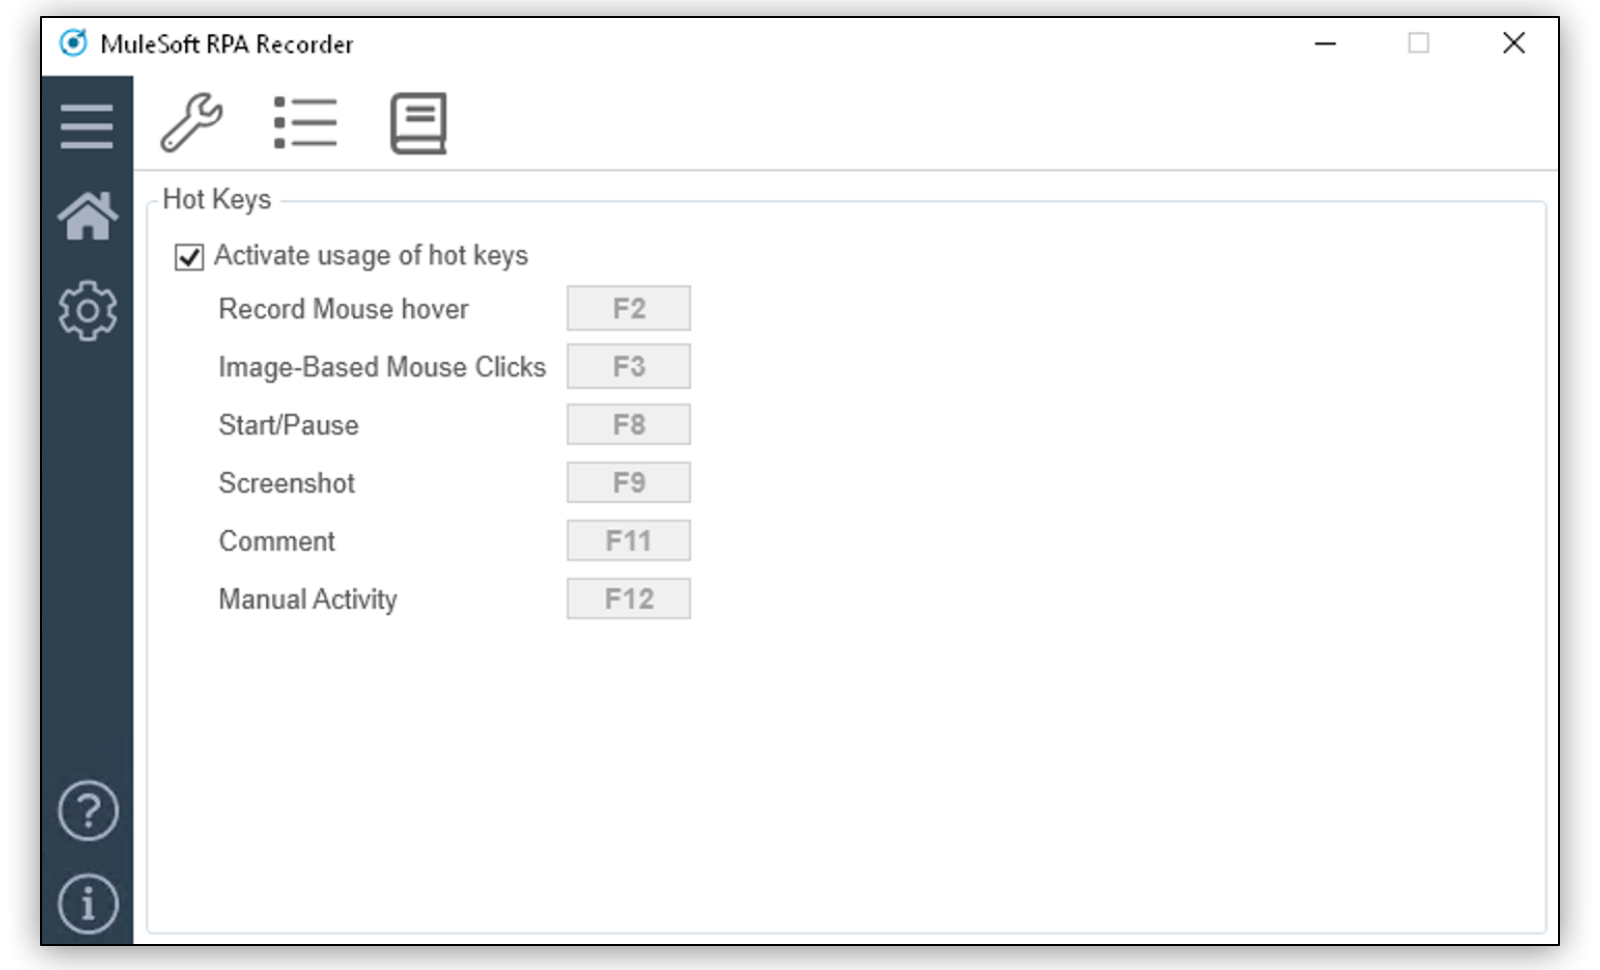 MuleSoft RPA Recorder
Hot Keys
Activate usage of hot keys
Record Mouse hover F2
Image-Based Mouse Clicks F3
Start/Pause F8
Screenshot F9
Comment F11
Manual Activity F12